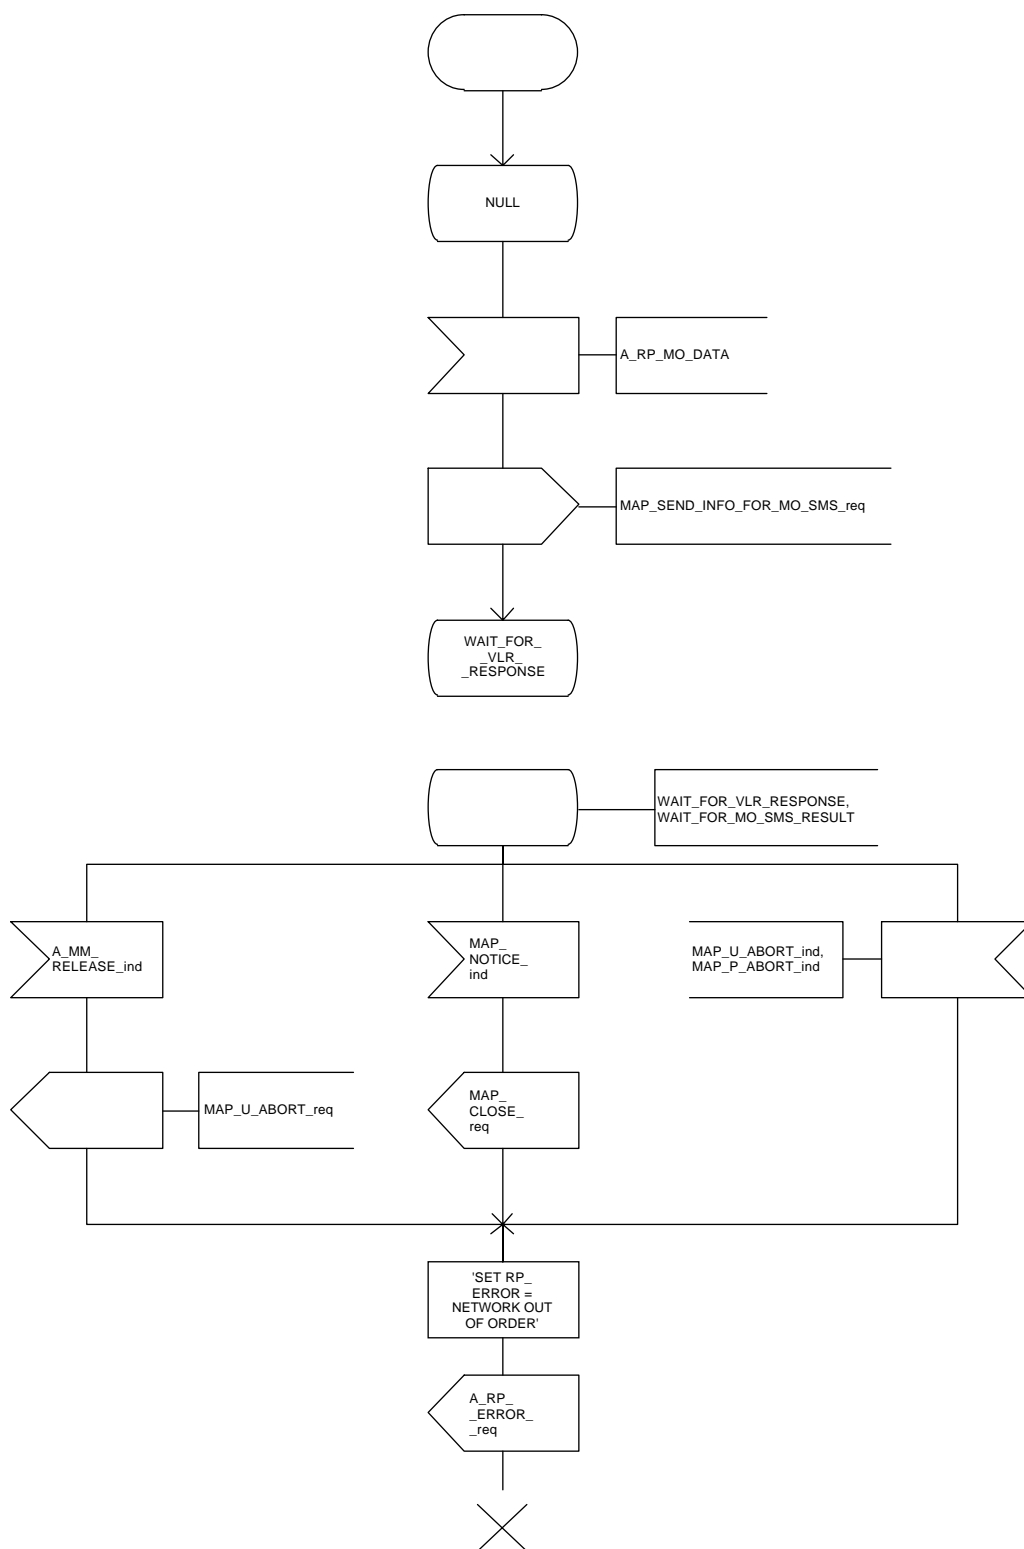 NULL
A_RP_MO_DATA
MAP_SEND_INFO_FOR_MO_SMS_req
WAIT_FOR_
_VLR_
_RESPONSE
WAIT_FOR_VLR_RESPONSE,
WAIT_FOR_MO_SMS_RESULT
A_MM_
RELEASE_ind
MAP_
NOTICE_
ind
MAP_U_ABORT_ind,
MAP_P_ABORT_ind
MAP_U_ABORT_req
MAP_
CLOSE_
req
'SET RP_
ERROR =
NETWORK OUT
OF ORDER'
A_RP_
_ERROR_
_req